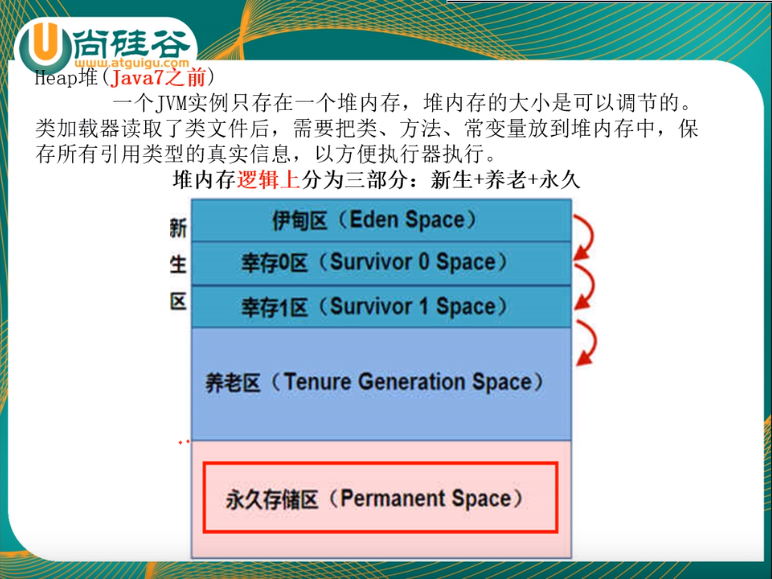 尚硅谷
www.atguigu.com
Heap堆(Java7之前)
一个JVM实例只存在一个堆内存，堆内存的大小是可以调节的。
类加载器读取了类文件后，需要把类、方法、常变量放到堆内存中，保
存所有引用类型的真实信息，以方便执行器执行。
堆内存逻辑上分为三部分：新生+养老+永久
新
生
区
伊甸区（Eden Space）
幸存0区（Survivor 0 Space）
幸存1区（Survivor 1 Space）
养老区（Tenure Generation Space）
永久存储区（Permanent Space）